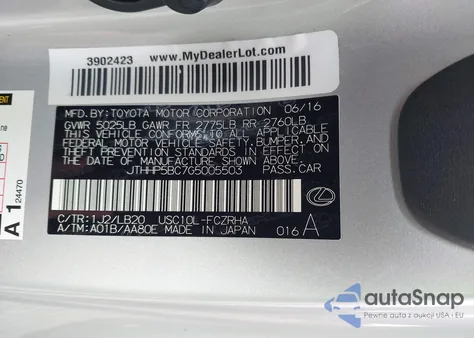 3902423 www.MyDealerLot.com
MFD. BY: TOYOTA MOTOR CORPORATION 06/16
GVWR 5025LB GAWR FR 2775LB RR 2760LB
THIS VEHICLE CONFORMS TO ALL APPLICABLE
FEDERAL MOTOR VEHICLE SAFETY, BUMPER, AND
THEFT PREVENTION STANDARDS IN EFFECT ON
THE DATE OF MANUFACTURE SHOWN ABOVE.
JTHHP5BC7G5005503 PASS.CAR
C/TR: 1J2/LB20 USC10L-FCZRHA
A/TM: A01B/AA80E MADE IN JAPAN 016 A
A 1 24470
autoSnap
Pewne auta z aukcji USA i EU